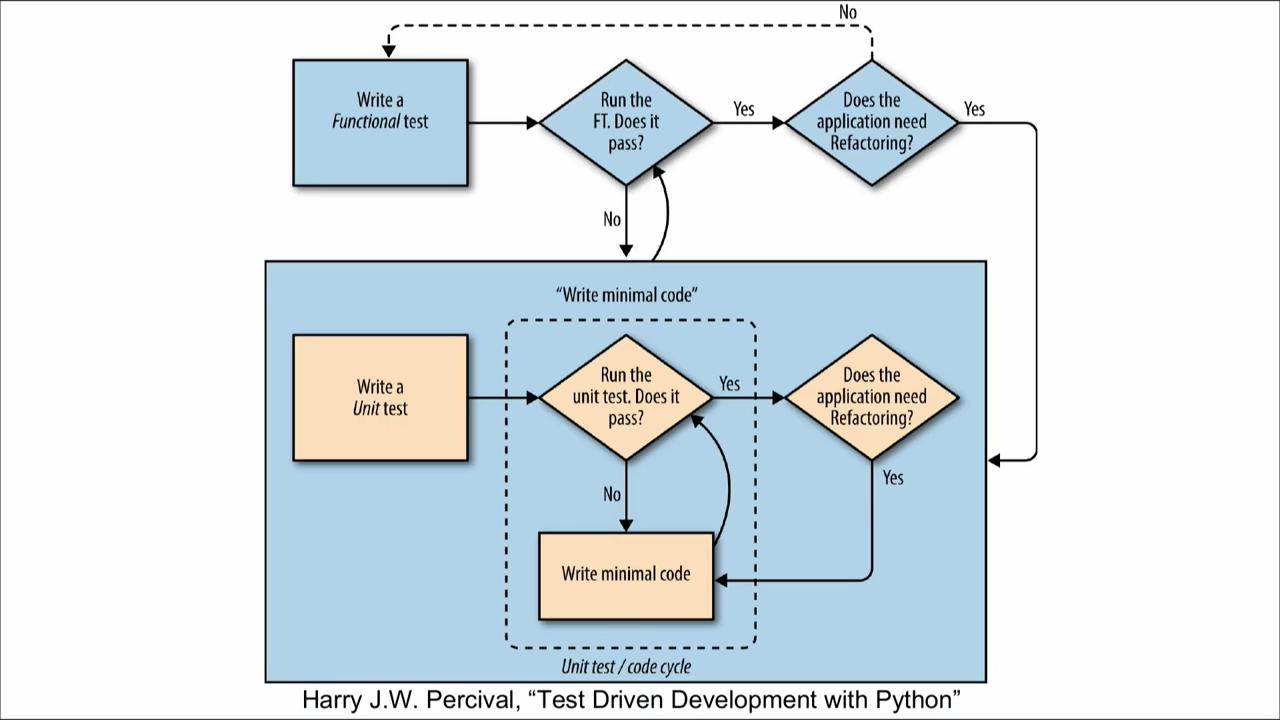 No
Write a
Functional test
Run the
FT. Does it
pass?
Yes
Does the
application need
Refactoring?
Yes
No
“Write minimal code”
Write a
Unit test
Run the
unit test. Does it
pass?
Yes
Does the
application need
Refactoring?
No
Yes
Write minimal code
Unit test / code cycle
Harry J.W. Percival, “Test Driven Development with Python”